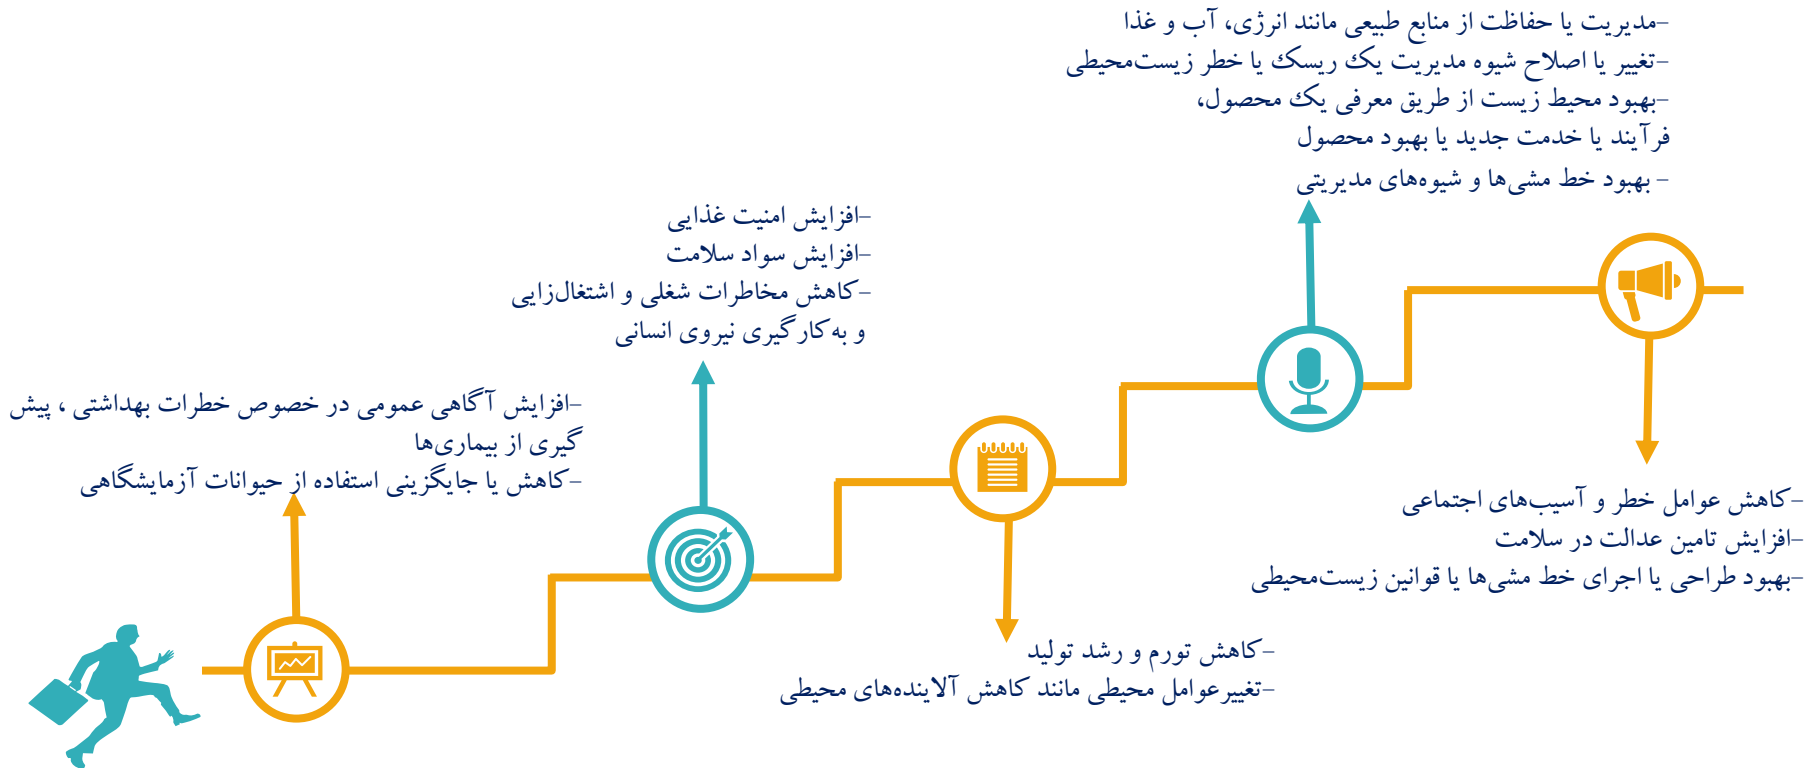 -مدیریت یا حفاظت از منابع طبیعی مانند انرژی، آب و غذا
-تغییر یا اصلاح شیوه مدیریت یک ریسک یا خطر زیست‌محیطی
-بهبود محیط زیست از طریق معرفی یک محصول،
فرآیند یا خدمت جدید یا بهبود محصول
- بهبود خط مشی‌ها و شیوه‌های مدیریتی
-افزایش امنیت غذایی
-افزایش سواد سلامت
-کاهش مخاطرات شغلی و اشتغال‌زایی
و به‌کارگیری نیروی انسانی
-افزایش آگاهی عمومی در خصوص خطرات بهداشتی ، پیش
گیری از بیماری‌ها
-کاهش یا جایگزینی استفاده از حیوانات آزمایشگاهی
-کاهش عوامل خطر و آسیب‌های اجتماعی
-افزایش تامین عدالت در سلامت
-بهبود طراحی یا اجرای خط مشی‌ها یا قوانین زیست‌محیطی
-کاهش تورم و رشد تولید
-تغییرعوامل محیطی مانند کاهش آلاینده‌های محیطی